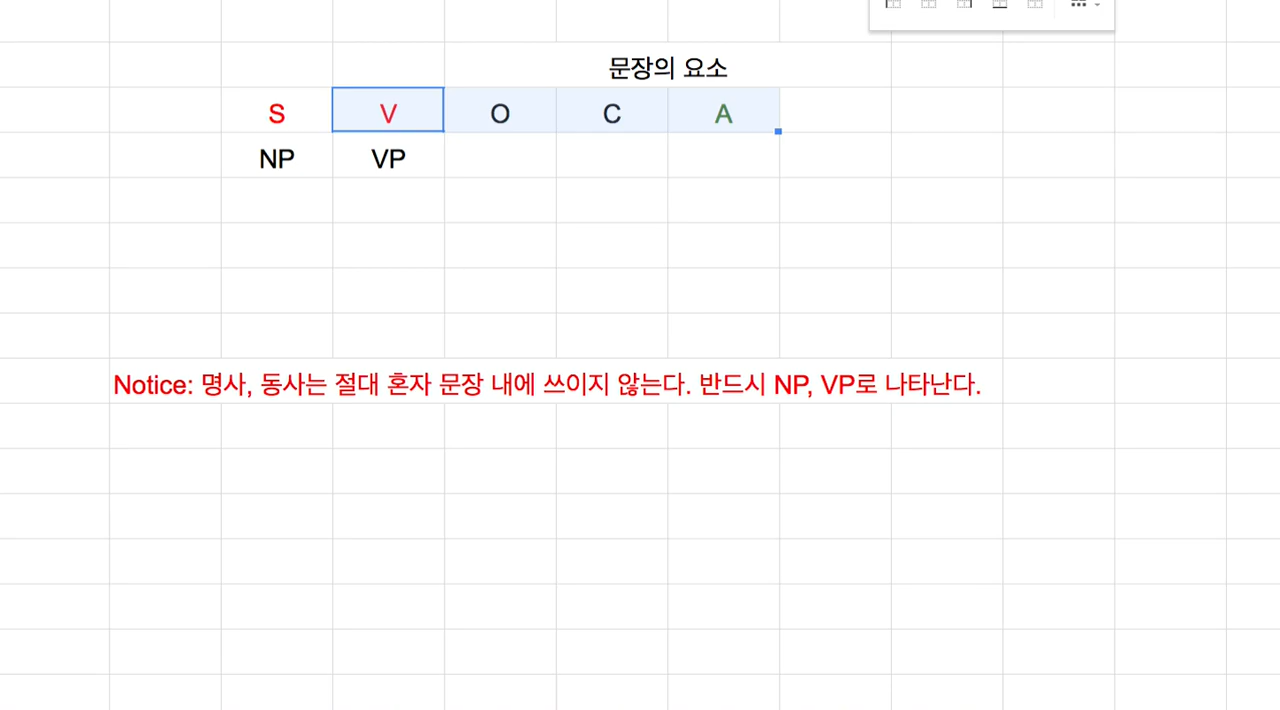 문장의 요소
S V O C A
NP VP
Notice: 명사, 동사는 절대 혼자 문장 내에 쓰이지 않는다. 반드시 NP, VP로 나타난다.